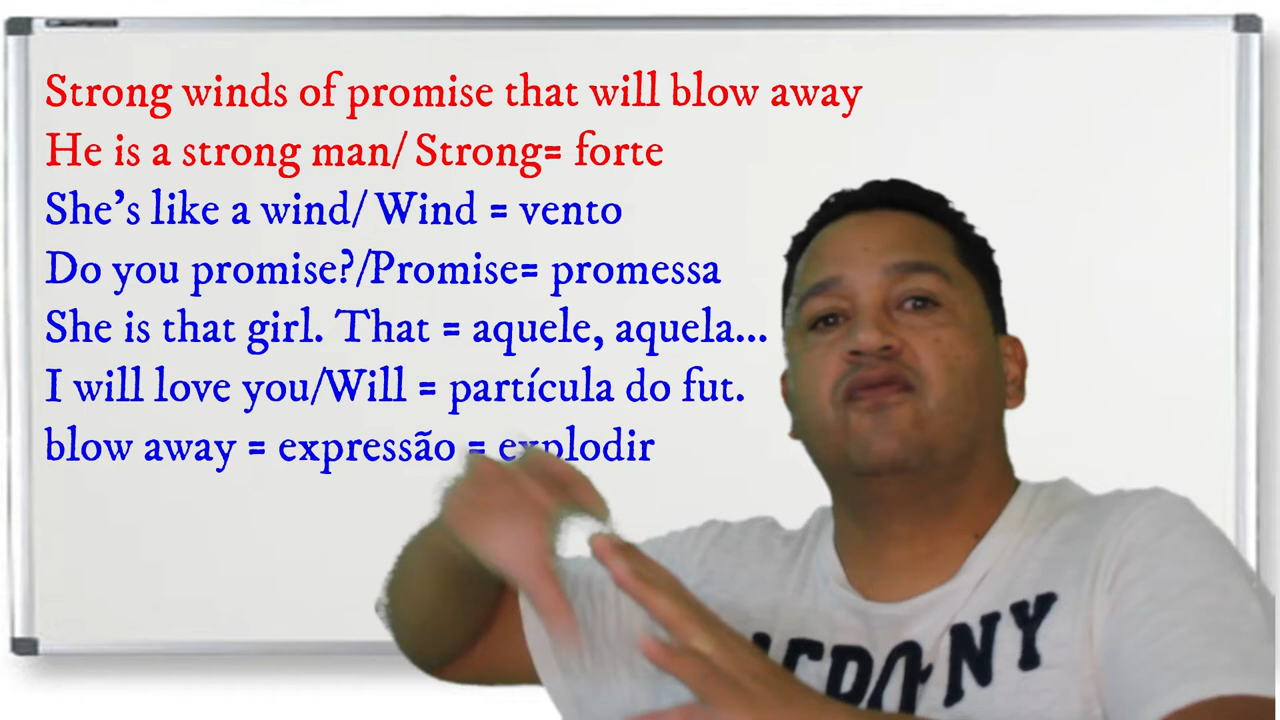 Strong winds of promise that will blow away
He is a strong man/ Strong= forte
She's like a wind/ Wind = vento
Do you promise?/Promise= promessa
She is that girl. That = aquele, aquela...
I will love you/Will = partícula do fut.
blow away = expressão = explodir